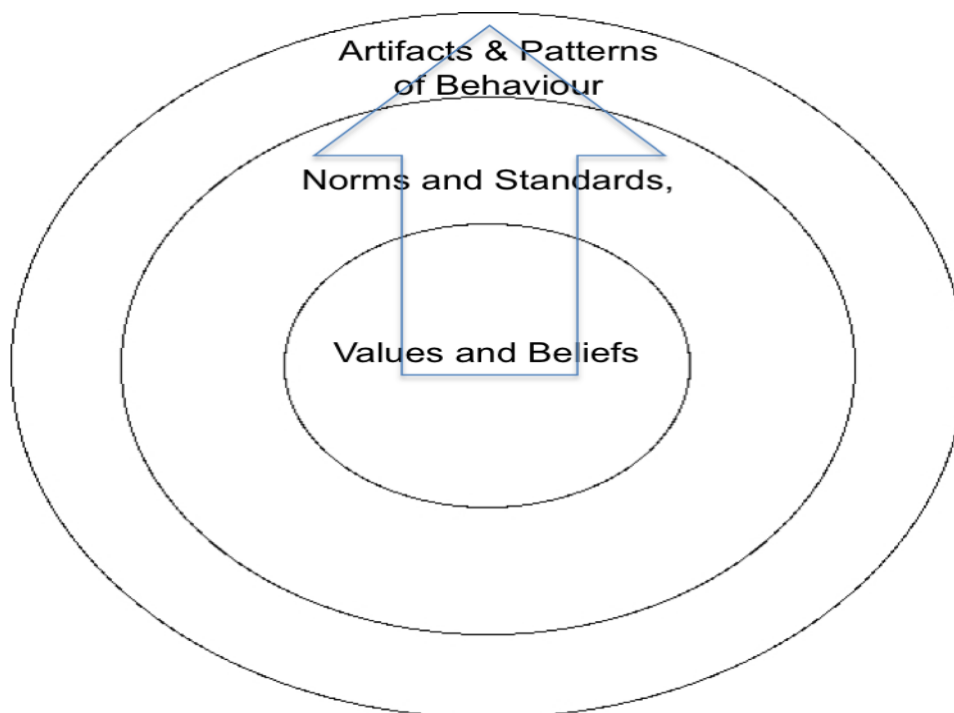 Artifacts & Patterns
of Behaviour
Norms and Standards,
Values and Beliefs